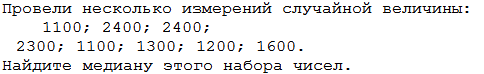 Провели несколько измерений случайной величины:
1100; 2400; 2400;
2300; 1100; 1300; 1200; 1600.
Найдите медиану этого набора чисел.